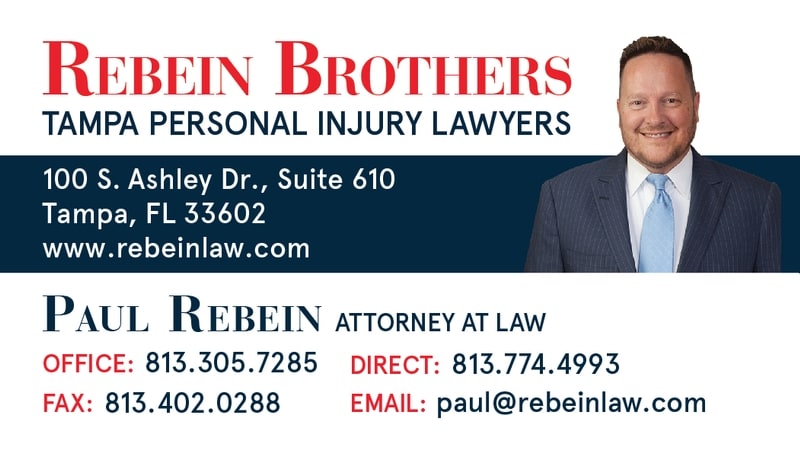 REBEIN BROTHERS
TAMPA PERSONAL INJURY LAWYERS
100 S. Ashley Dr., Suite 610
Tampa, FL 33602
www.rebeinlaw.com
PAUL REBEIN ATTORNEY AT LAW
OFFICE: 813.305.7285 DIRECT: 813.774.4993
FAX: 813.402.0288 EMAIL: paul@rebeinlaw.com